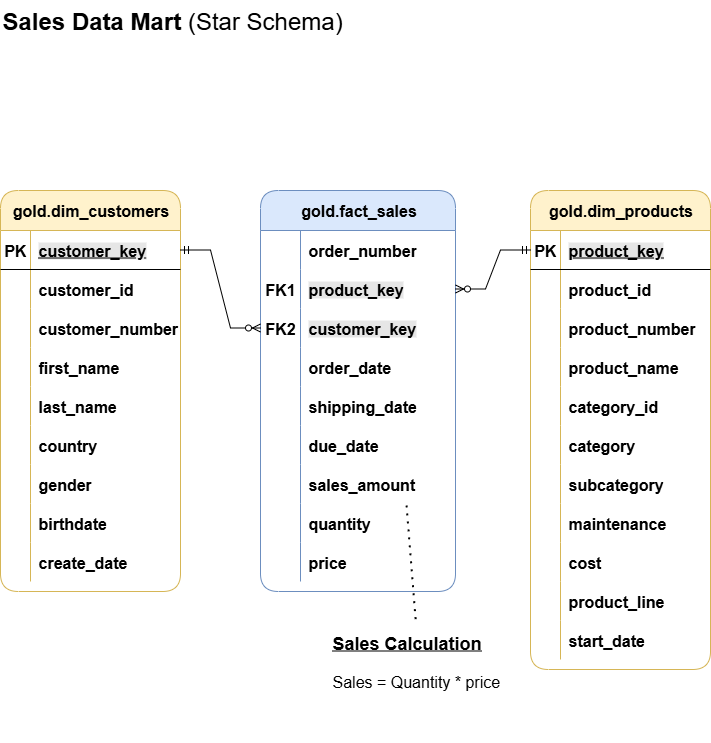 Sales Data Mart (Star Schema)
gold.dim_customers
PK customer_key
customer_id
customer_number
first_name
last_name
country
gender
birthdate
create_date
gold.fact_sales
order_number
FK1 product_key
FK2 customer_key
order_date
shipping_date
due_date
sales_amount
quantity
price
Sales Calculation
Sales = Quantity * price
gold.dim_products
PK product_key
product_id
product_number
product_name
category_id
category
subcategory
maintenance
cost
product_line
start_date